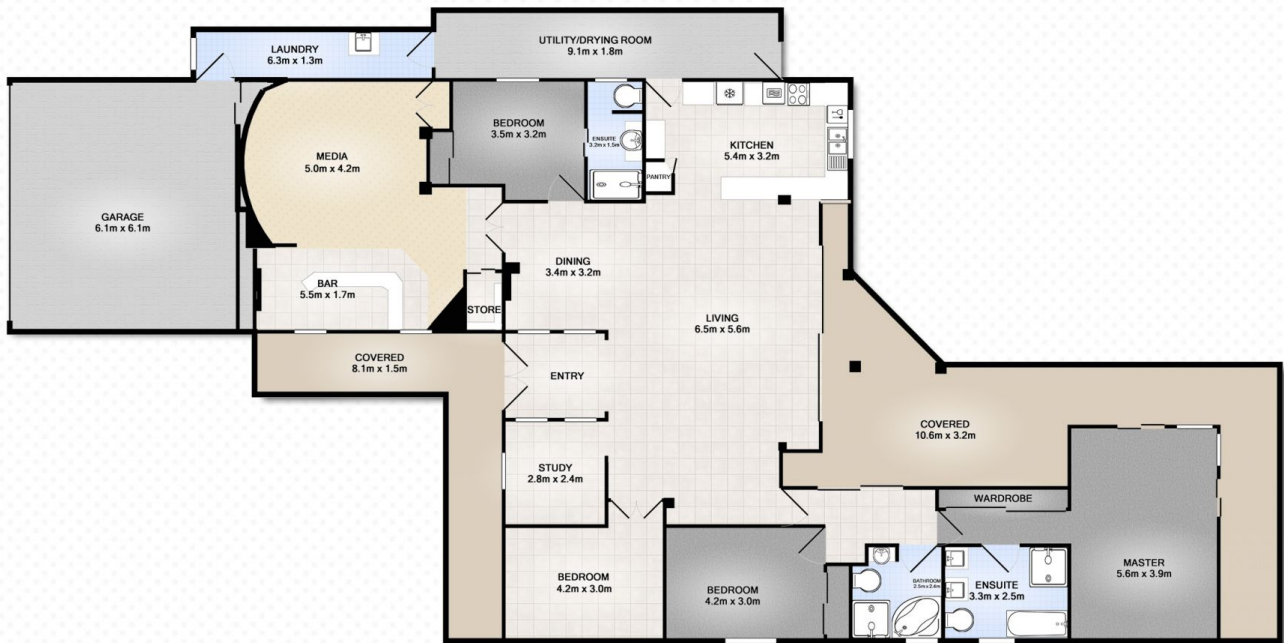 LAUNDRY
6.3m x 1.3m
UTILITY/DRYING ROOM
9.1m x 1.8m
GARAGE
6.1m x 6.1m
MEDIA
5.0m x 4.2m
BEDROOM
3.5m x 3.2m
ENSUITE
3.2m x 1.5m
KITCHEN
5.4m x 3.2m
PANTRY
BAR
5.5m x 1.7m
STORE
DINING
3.4m x 3.2m
LIVING
6.5m x 5.6m
COVERED
8.1m x 1.5m
ENTRY
COVERED
10.6m x 3.2m
STUDY
2.8m x 2.4m
WARDROBE
BEDROOM
4.2m x 3.0m
BEDROOM
4.2m x 3.0m
BATHROOM
2.5m x 2.4m
ENSUITE
3.3m x 2.5m
MASTER
5.6m x 3.9m